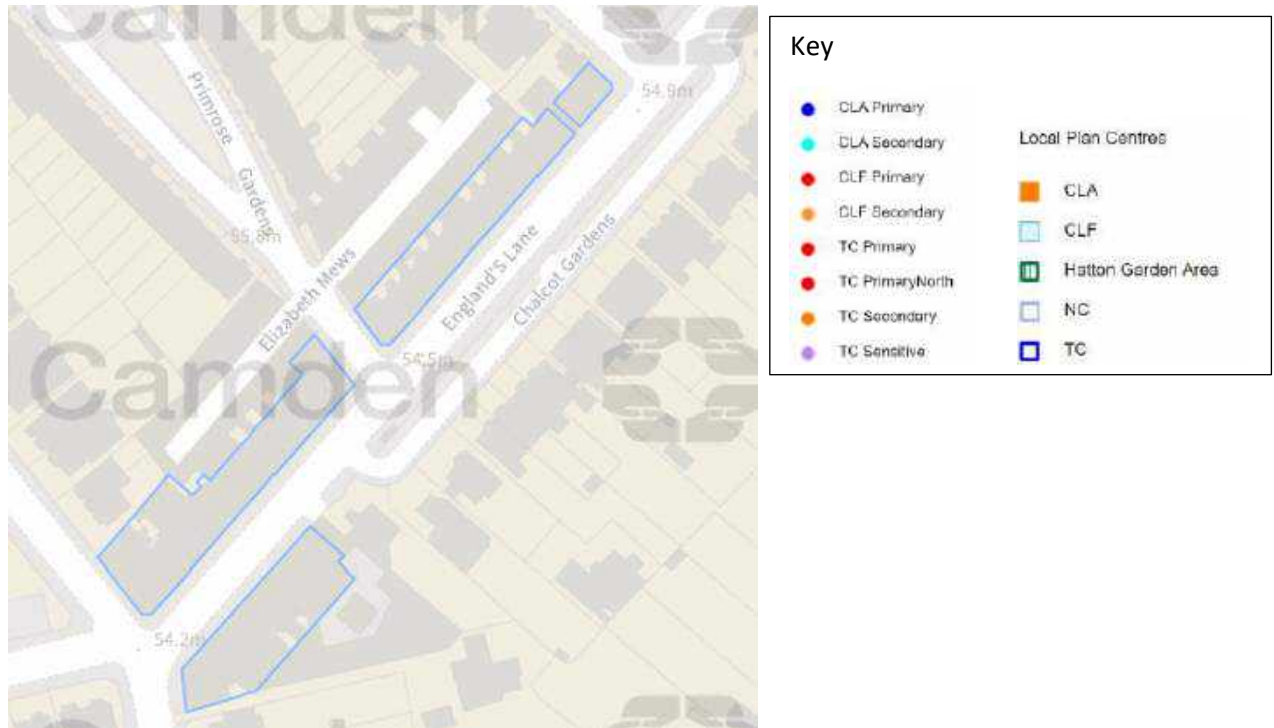 Camden
Primrose Gardens
54.9m
55.8m
Elizabeth Mews
England'S Lane
Chalcot Gardens
54.5m
Camden
54.2m
Key
CLA Primary
CLA Secondary
CLF Primary
CLF Secondary
TC Primary
TC PrimaryNorth
TC Secondary
TC Sensitive
Local Plan Centres
CLA
CLF
Hatton Garden Area
NC
TC